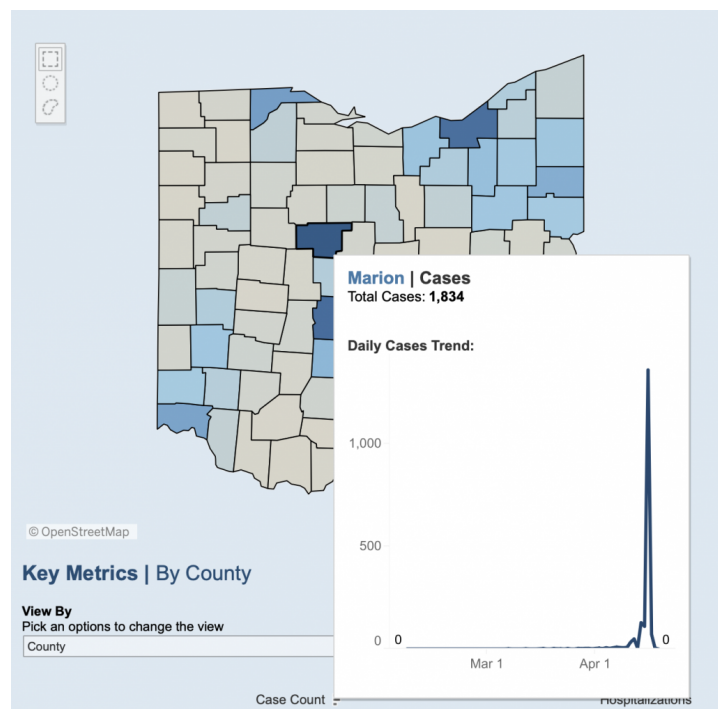 Marion | Cases
Total Cases: 1,834
Daily Cases Trend:
1,000
500
0
0
0
Mar 1
Apr 1
© OpenStreetMap
Key Metrics | By County
View By
Pick an options to change the view
County
Case Count
Hospitalizations